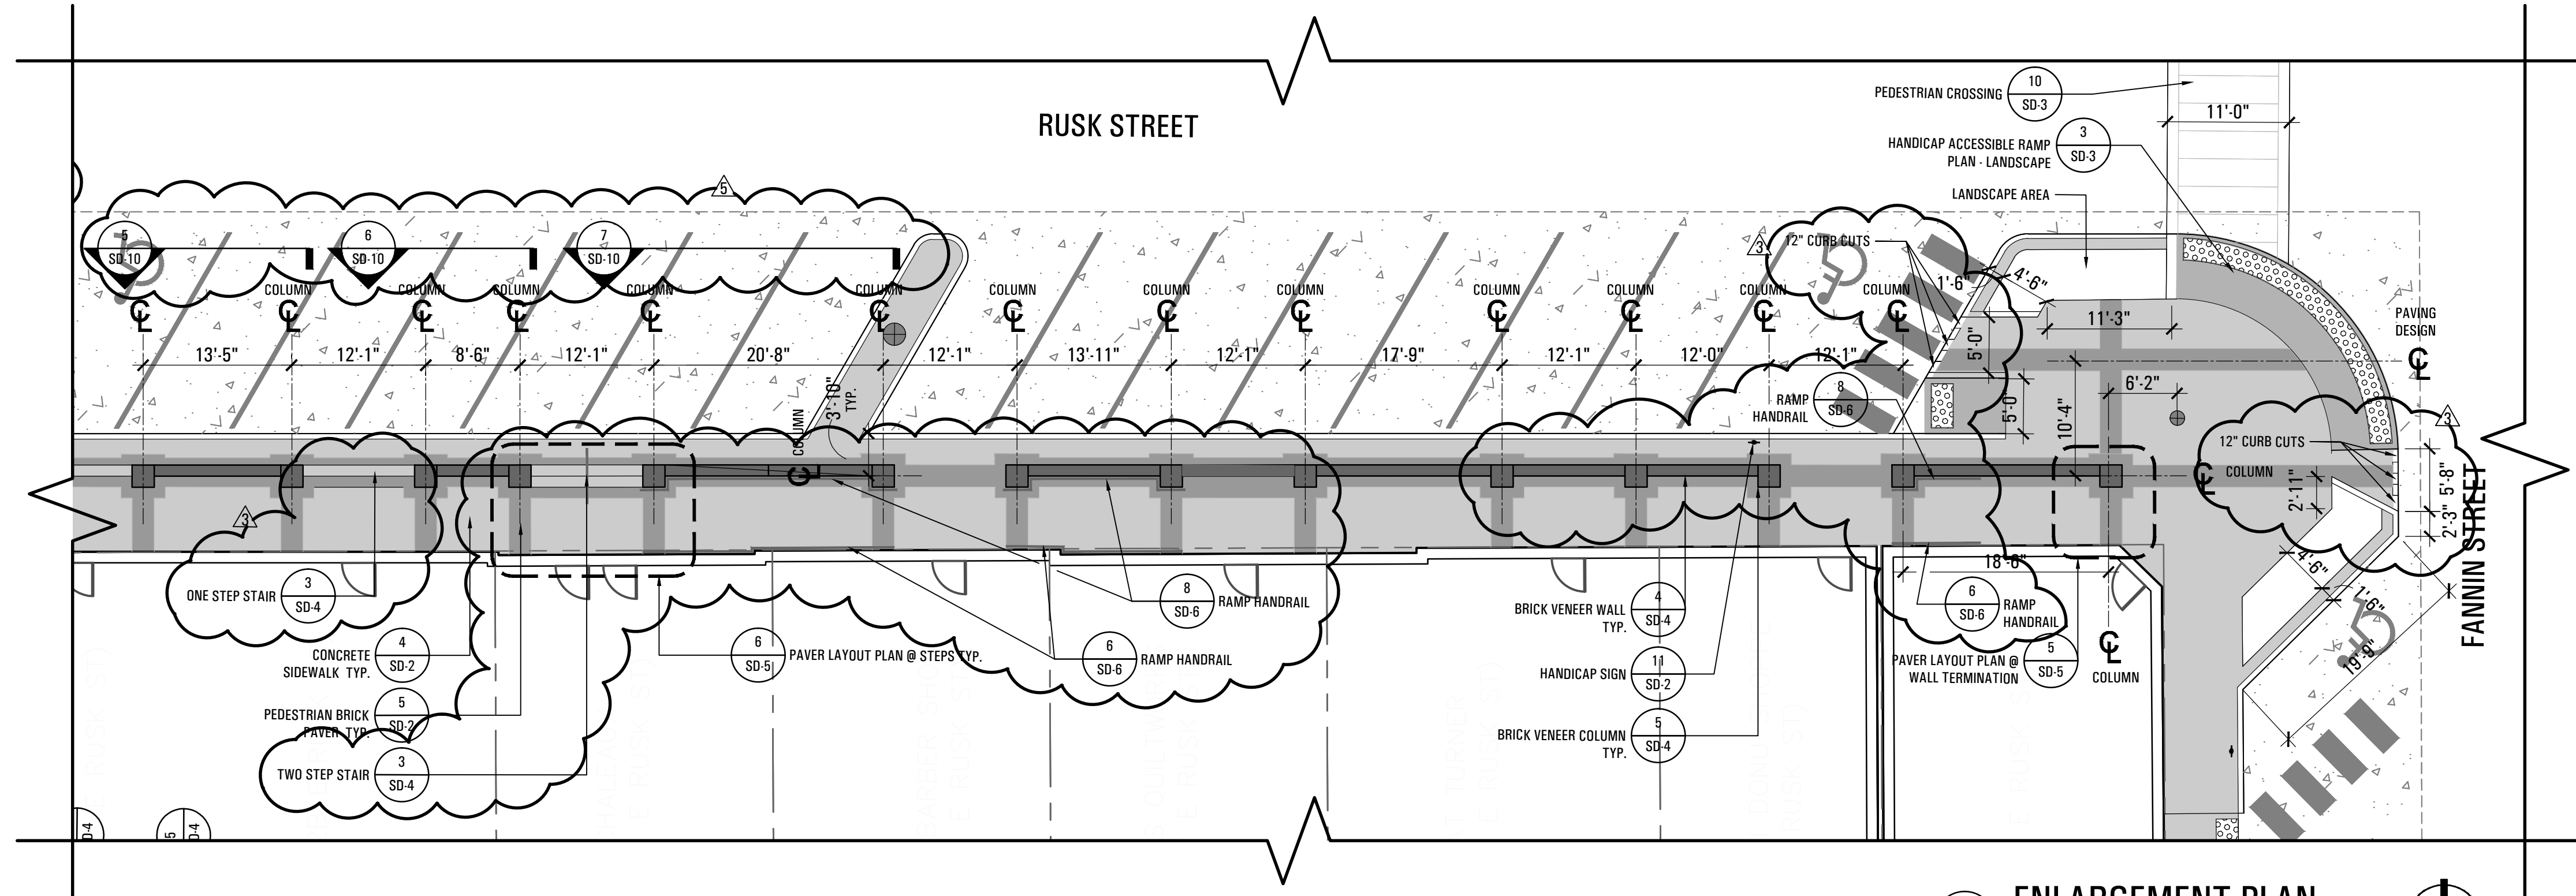 RUSK STREET
10
PEDESTRIAN CROSSING
SD-3
11'-0"
3
HANDICAP ACCESSIBLE RAMP
SD-3
PLAN - LANDSCAPE
LANDSCAPE AREA
5
5
SD-10
6
SD-10
7
SD-10
3
12" CURB CUTS
1'-6"
4'-6"
COLUMN
COLUMN
COLUMN
COLUMN
COLUMN
COLUMN
COLUMN
COLUMN
COLUMN
COLUMN
COLUMN
COLUMN
11'-3"
PAVING
DESIGN
13'-5"
12'-1"
8'-6"
12'-1"
20'-8"
12'-1"
13'-11"
12'-1"
17'-9"
12'-1"
12'-0"
12'-1"
5'-0"
6'-2"
3'-10"
TYP.
COLUMN
RAMP
HANDRAIL
8
SD-6
5'-0"
10'-4"
3
12" CURB CUTS
COLUMN
2'-11"
5'-8"
2'-3"
FANNIN STREET
3
18'-6"
4'-6"
1'-6"
19'-9"
ONE STEP STAIR
3
SD-4
8
SD-6
RAMP HANDRAIL
BRICK VENEER WALL
TYP.
4
SD-4
6
SD-6
RAMP
HANDRAIL
CONCRETE
SIDEWALK TYP.
4
SD-2
6
SD-5
PAVER LAYOUT PLAN @ STEPS TYP.
6
SD-6
RAMP HANDRAIL
HANDICAP SIGN
11
SD-2
PAVER LAYOUT PLAN @
WALL TERMINATION
5
SD-5
COLUMN
PEDESTRIAN BRICK
PAVER TYP.
5
SD-2
BRICK VENEER COLUMN
TYP.
5
SD-4
TWO STEP STAIR
3
SD-4
D-4
5
D-4
ENLARGEMENT PLAN